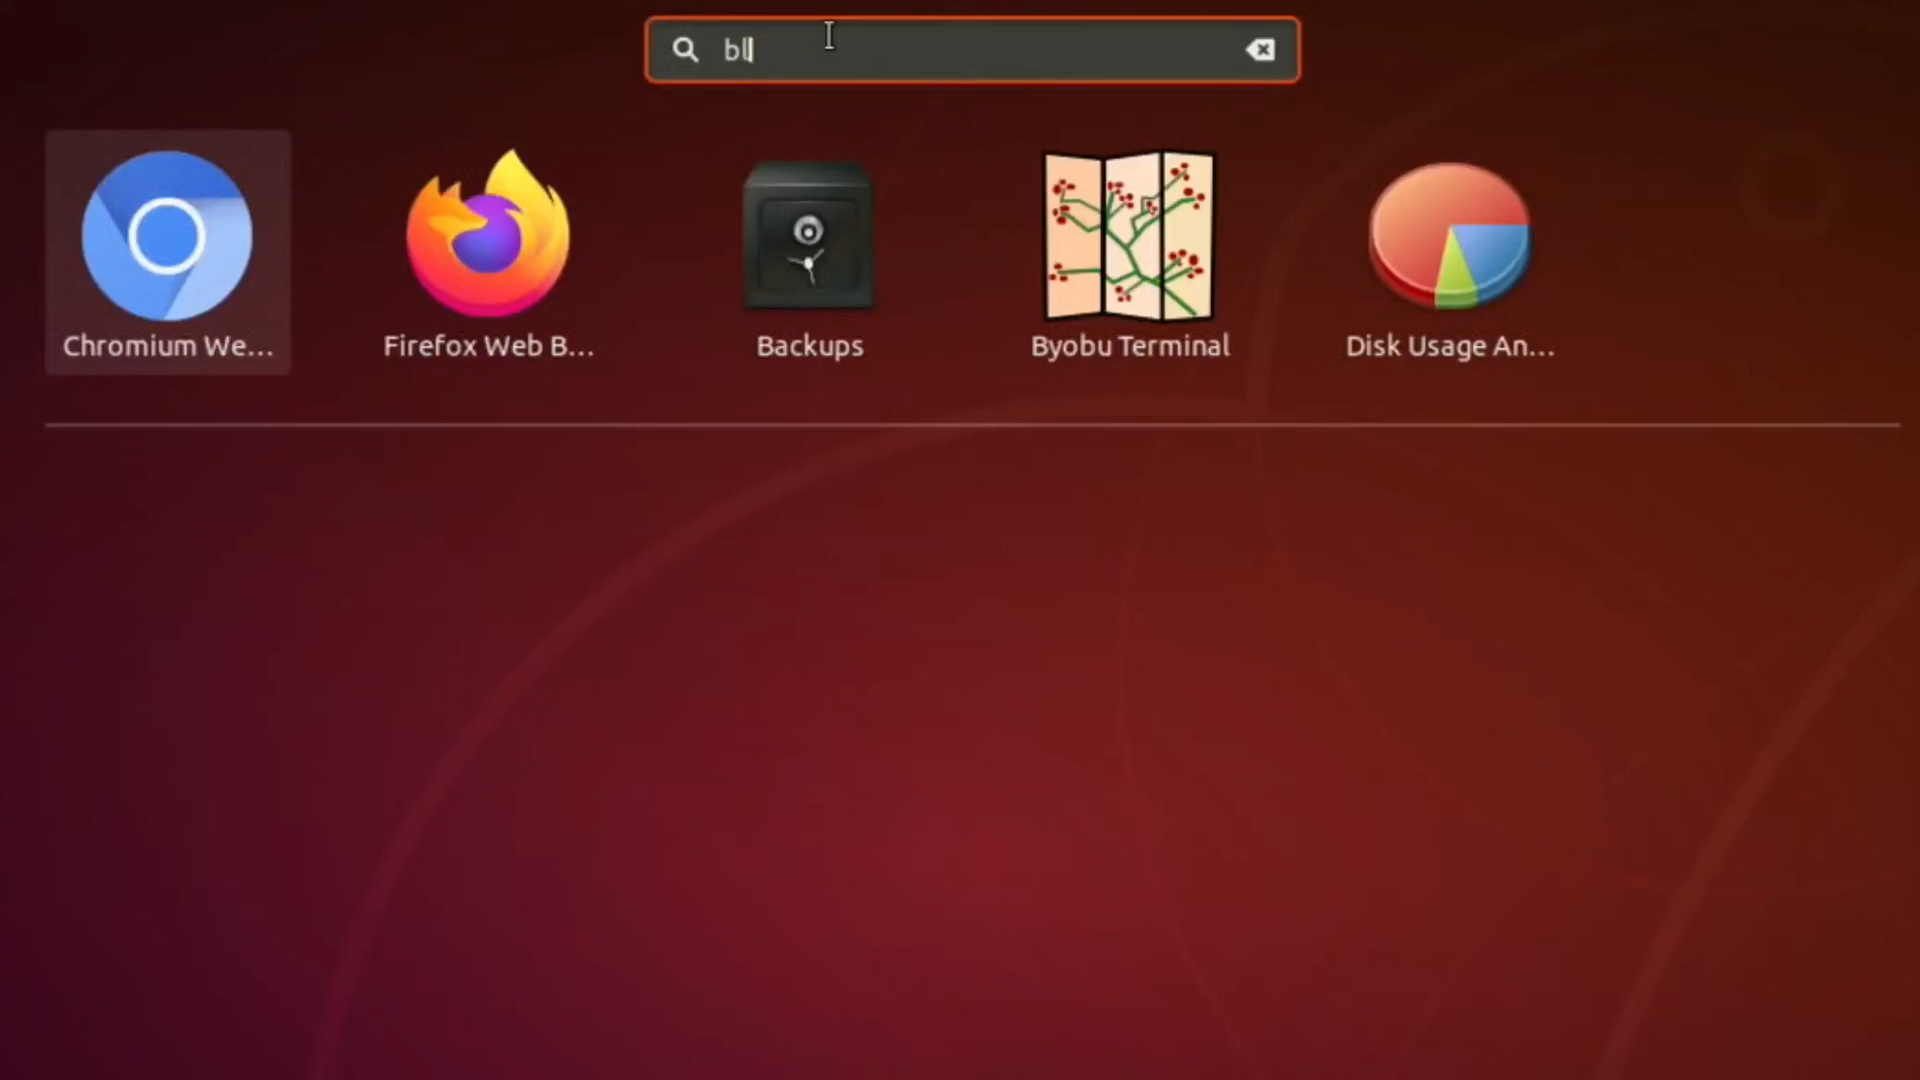 bl
Chromium We...
Firefox Web B...
Backups
Byobu Terminal
Disk Usage An...